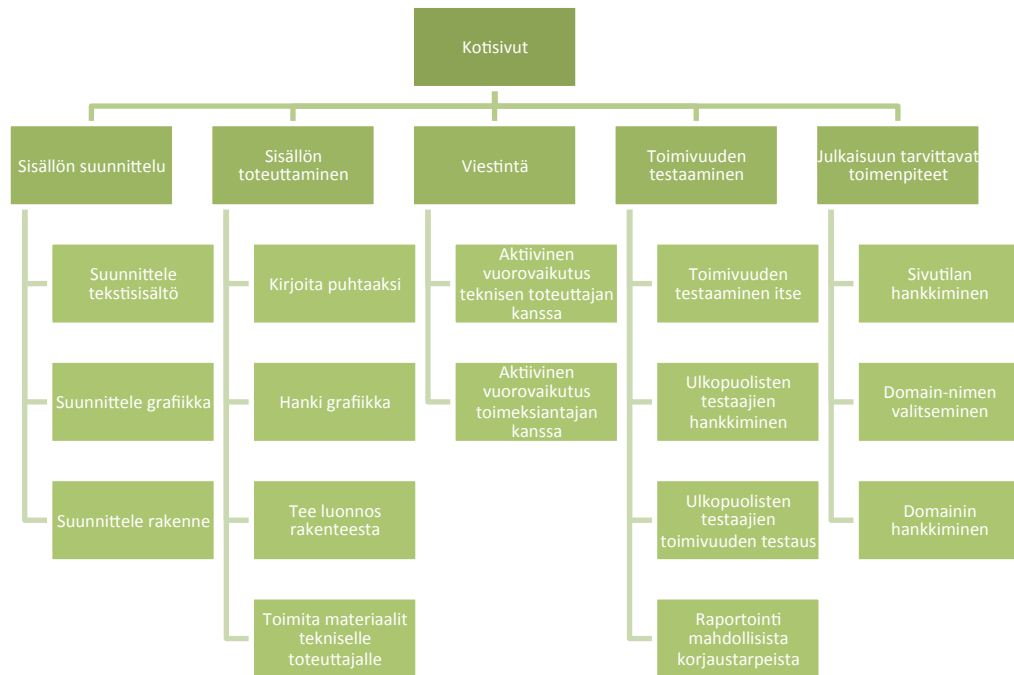 Kotisivut
Sisällön suunnittelu
Sisällön
toteuttaminen
Viestintä
Toimivuuden
testaaminen
Julkaisuun tarvittavat
toimenpiteet
Suunnittele
tekstisisältö
Suunnittele grafiikka
Suunnittele rakenne
Kirjoita puhtaaksi
Hanki grafiikka
Tee luonnos
rakenteesta
Toimita materiaalit
tekniselle
toteuttajalle
Aktiivinen
vuorovaikutus
teknisen toteuttajan
kanssa
Aktiivinen
vuorovaikutus
toimeksiantajan
kanssa
Toimivuuden
testaaminen itse
Ulkopuolisten
testaajien
hankkiminen
Ulkopuolisten
testaajien
toimivuuden testaus
Raportointi
mahdollisista
korjaustarpeista
Sivutilan
hankkiminen
Domain-nimen
valitseminen
Domainin
hankkiminen